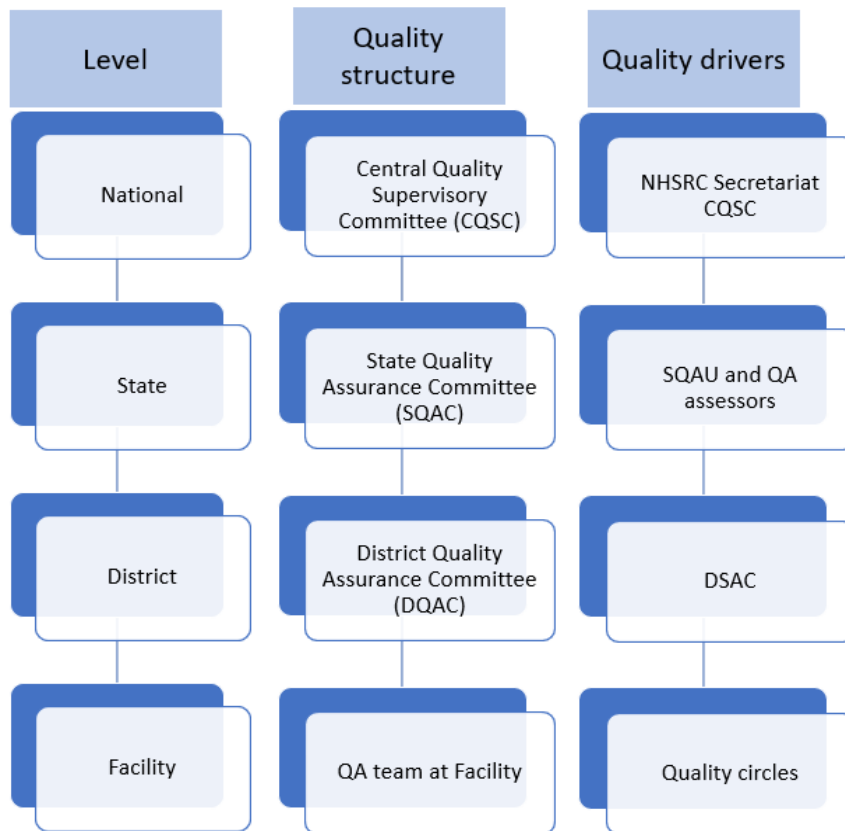 Level
Quality
structure
Quality drivers
National
Central Quality
Supervisory
Committee (CQSC)
NHSRC Secretariat
CQSC
State
State Quality
Assurance Committee
(SQAC)
SQAU and QA
assessors
District
District Quality
Assurance Committee
(DQAC)
DSAC
Facility
QA team at Facility
Quality circles